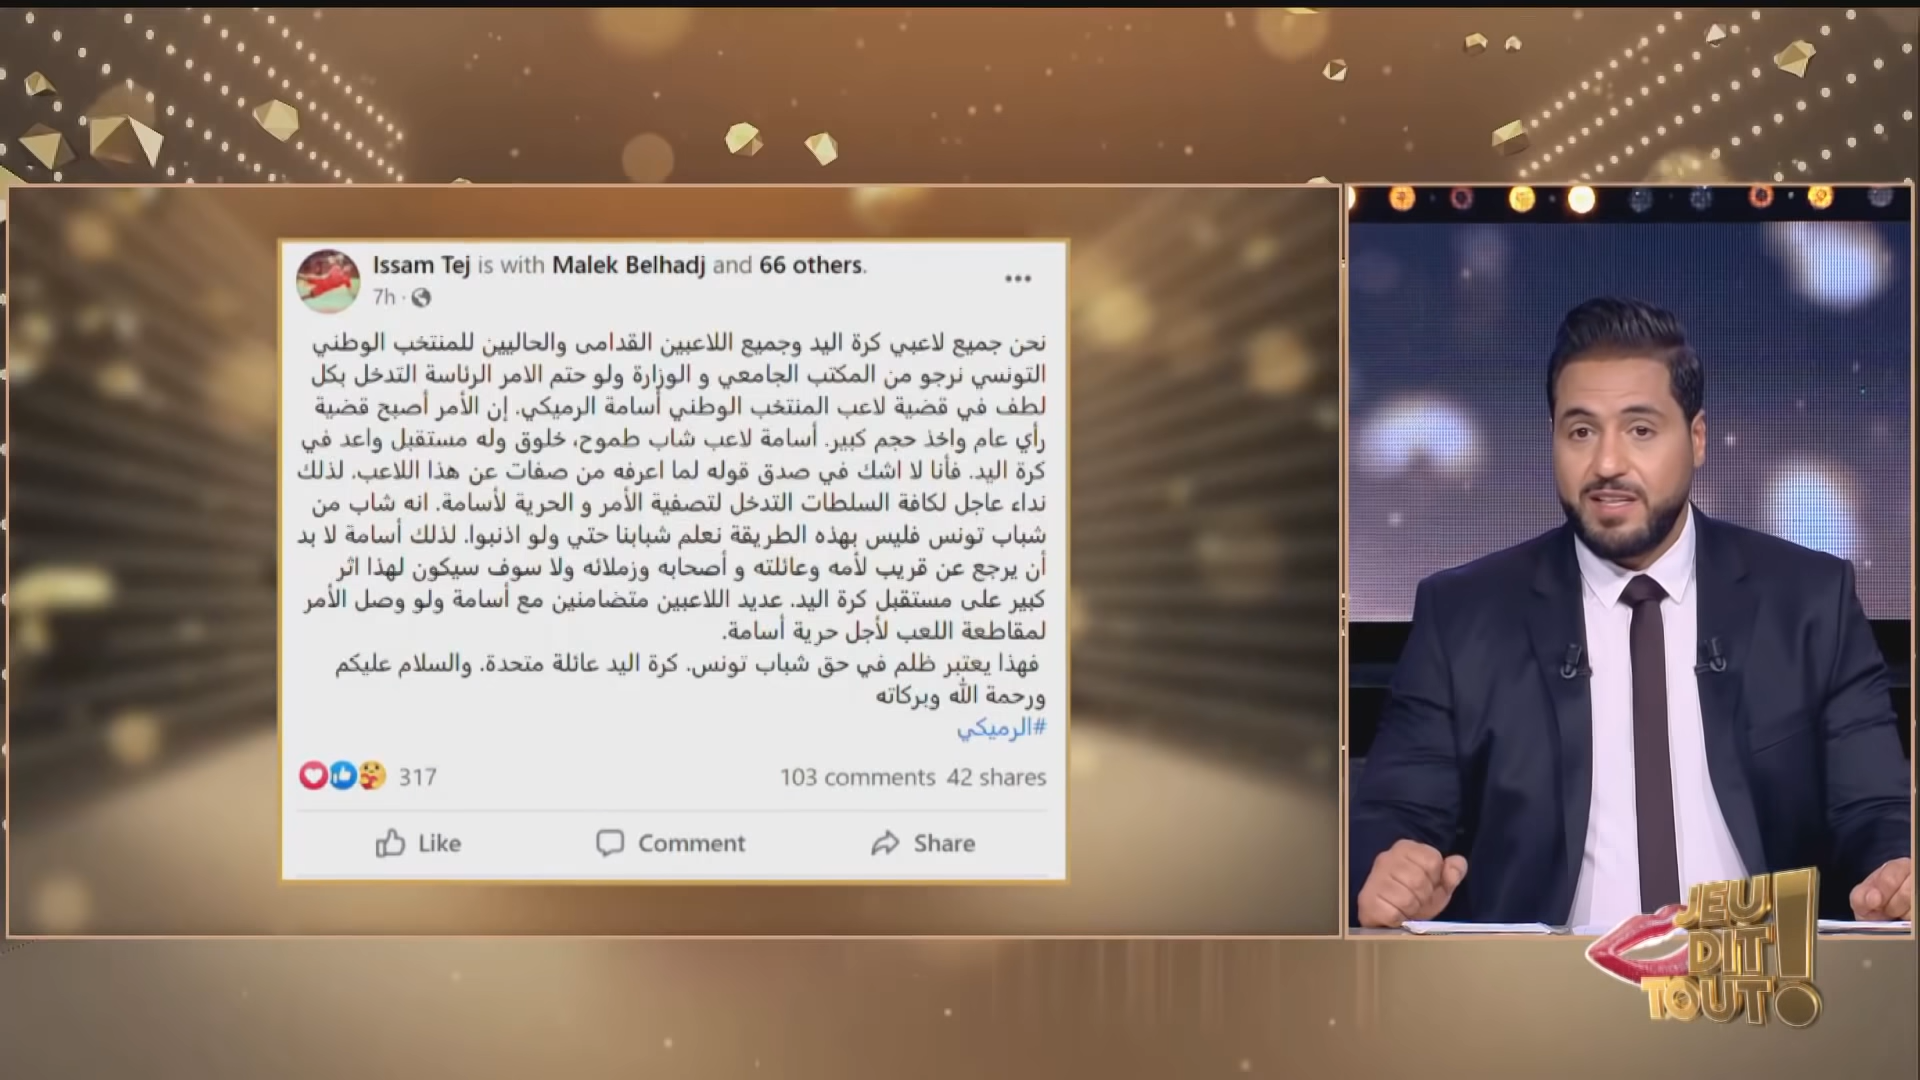 Issam Tej is with Malek Belhadj and 66 others.
7h ·
نحن جميع لاعبي كرة اليد وجميع اللاعبين القدامى والحاليين للمنتخب الوطني
التونسي نرجو من المكتب الجامعي و الوزارة ولو حتم الامر الرئاسة التدخل بكل
لطف في قضية لاعب المنتخب الوطني أسامة الرميكي. إن الأمر أصبح قضية
رأي عام واخذ حجم كبير. أسامة لاعب شاب طموح، خلوق وله مستقبل واعد في
كرة اليد. فأنا لا اشك في صدق قوله لما اعرفه من صفات عن هذا اللاعب. لذلك
نداء عاجل لكافة السلطات التدخل لتصفية الأمر و الحرية لأسامة. انه شاب من
شباب تونس فليس بهذه الطريقة نعلم شبابنا حتي ولو اذنبوا. لذلك أسامة لا بد
أن يرجع عن قريب لأمه وعائلته و أصحابه وزملائه ولا سوف سيكون لهذا اثر
كبير على مستقبل كرة اليد. عديد اللاعبين متضامنين مع أسامة ولو وصل الأمر
لمقاطعة اللعب لأجل حرية أسامة.
فهذا يعتبر ظلم في حق شباب تونس. كرة اليد عائلة متحدة. والسلام عليكم
ورحمة الله وبركاته
#الرميكي
317
103 comments 42 shares
Like Comment Share
JEU
DIT
TOUT!